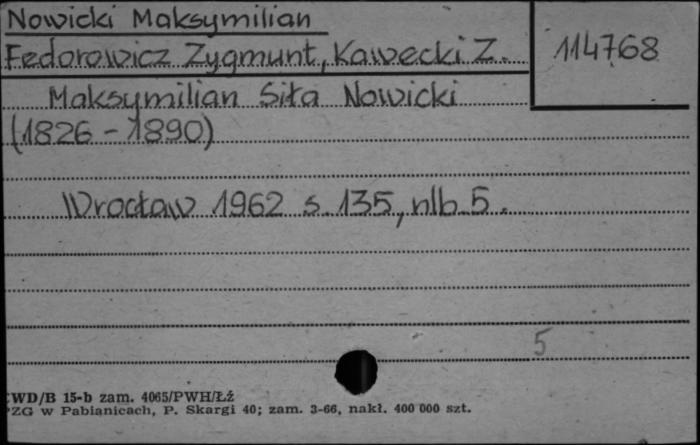 Nowicki Maksymilian
Fedorowicz Zygmunt, Kawecki Z.
114768
Maksymilian Siła Nowicki
(1826 - 1890)
Wrocław 1962 s. 135, nlb. 5.
5
WD/B 15-b zam. 4065/PWH/Łź
PZG w Pabianicach, P. Skargi 40; zam. 3-66, nakł. 400 000 szt.